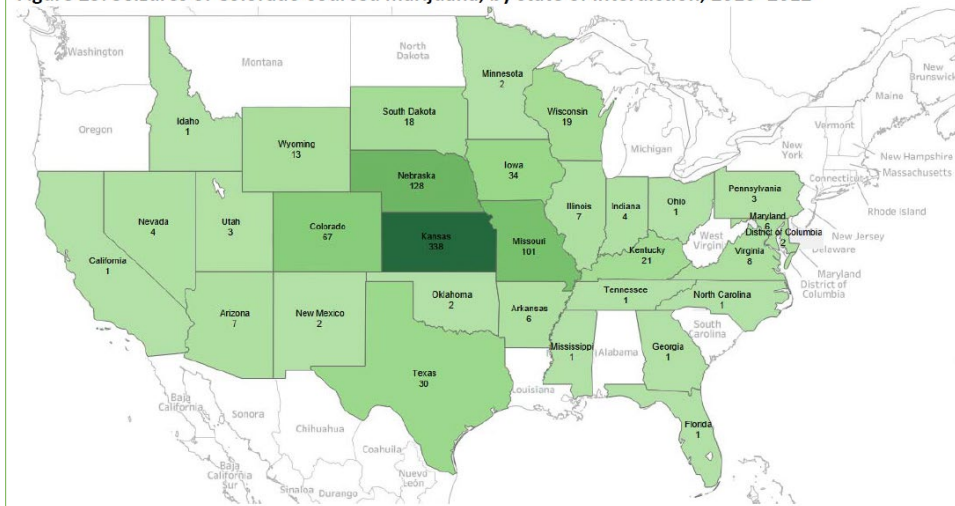 Washington
Montana
North
Dakota
Minnesota
2
Oregon
Idaho
1
South Dakota
18
Wisconsin
19
Michigan
New
Brunswick
Maine
Vermont
New
York
New Hampshire
Massachusetts
Connecticut
Rhode Island
Wyoming
13
Nebraska
128
Iowa
34
Illinois
7
Indiana
4
Ohio
1
Pennsylvania
3
New Jersey
Maryland
6
District of Columbia
2
Delaware
Maryland
District of
Columbia
California
1
Nevada
4
Utah
3
Colorado
67
Kansas
Missouri
101
Kentucky
21
West
Virginia
Virginia
8
Arizona
7
New Mexico
2
Oklahoma
2
Arkansas
6
Tennessee
1
North Carolina
1
South
Carolina
Texas
30
Louisiana
Mississippi
1
Alabama
Georgia
1
Florida
1
Baja
California
Sonora
Chihuahua
Coahuila
Baja
California
Sur
Sinaloa
Durango
Nuevo
León